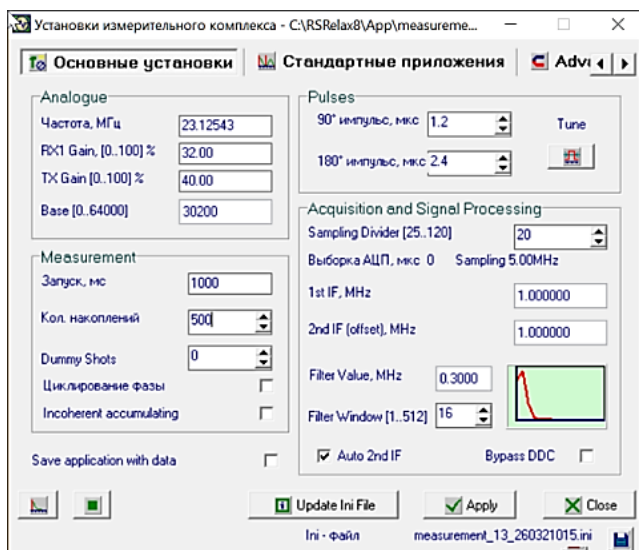 Установки измерительного комплекса - C:\RSRelax8\App\measureme...
Основные установки
Стандартные приложения
Adva
Analogue
Частота, МГц 23.12543
RX1 Gain, [0..100] % 32.00
TX Gain [0..100] % 40.00
Base [0..64000] 30200
Measurement
Запуск, мс 1000
Кол. накоплений 500
Dummy Shots 0
Циклирование фазы
Incoherent accumulating
Save application with data
Pulses
90° импульс, мкс 1.2
Tune
180° импульс, мкс 2.4
Acquisition and Signal Processing
Sampling Divider [25..120] 20
Выборка АЦП, мкс 0 Sampling 5.00MHz
1st IF, MHz 1.000000
2nd IF (offset), MHz 1.000000
Filter Value, MHz 0.3000
Filter Window [1..512] 16
Auto 2nd IF
Bypass DDC
Update Ini File
Apply
Close
Ini - файл measurement_13_260321015.ini